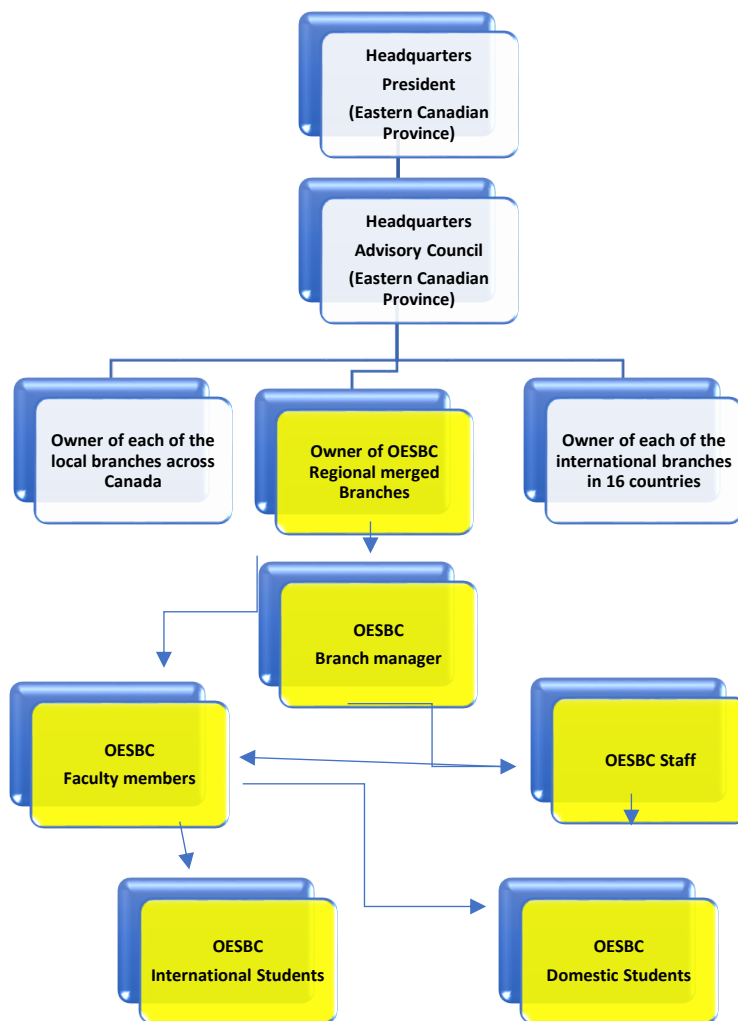 Headquarters
President
(Eastern Canadian
Province)
Headquarters
Advisory Council
(Eastern Canadian
Province)
Owner of each of the
local branches across
Canada
Owner of OESBC
Regional merged
Branches
Owner of each of the
international branches
in 16 countries
OESBC
Branch manager
OESBC
Faculty members
OESBC Staff
OESBC
International Students
OESBC
Domestic Students